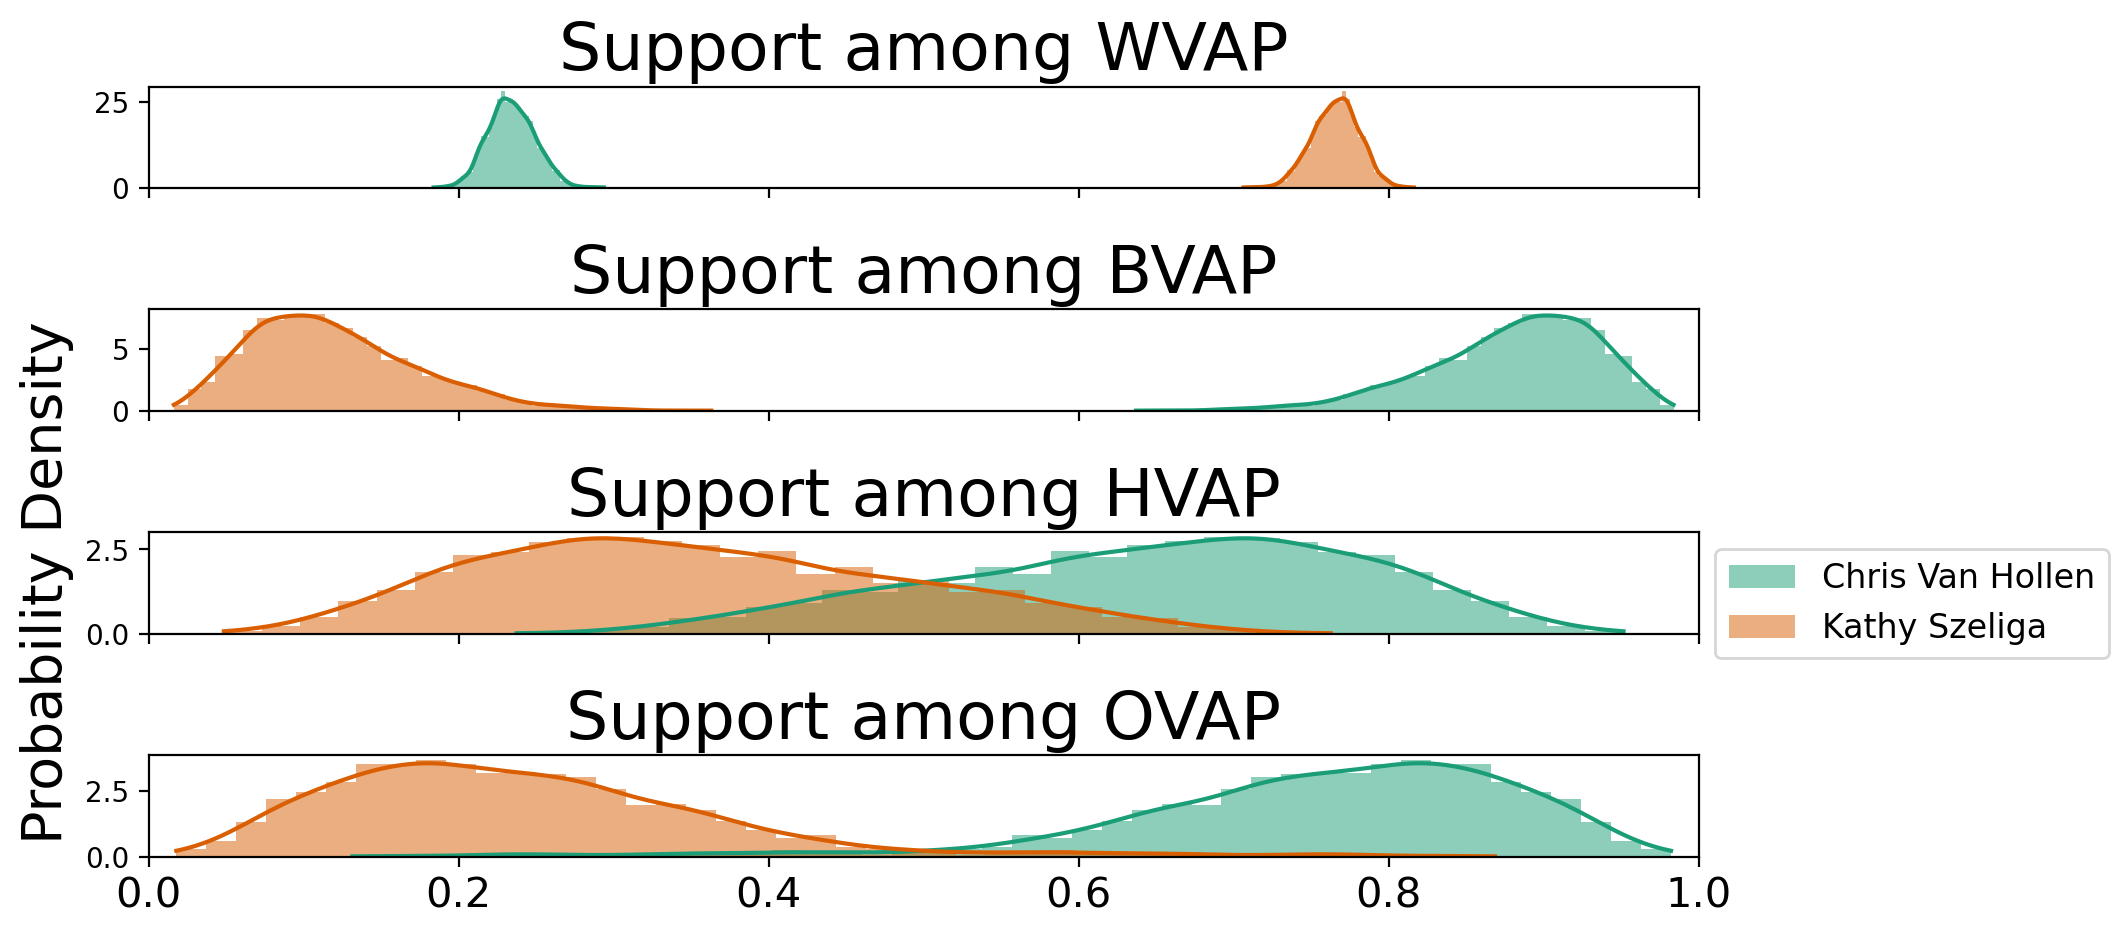 Support among WVAP
25
0
Support among BVAP
5
0
Support among HVAP
2.5
0.0
Support among OVAP
2.5
0.0
0.0 0.2 0.4 0.6 0.8 1.0
Probability Density
Chris Van Hollen
Kathy Szeliga